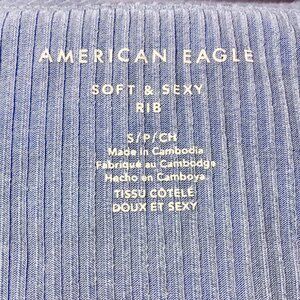 AMERICAN EAGLE
SOFT & SEXY
RIB
S/P/CH
Made in Cambodia
Fabriqué au Cambodge
Hecho en Camboya
TISSU CÔTELÉ
DOUX ET SEXY